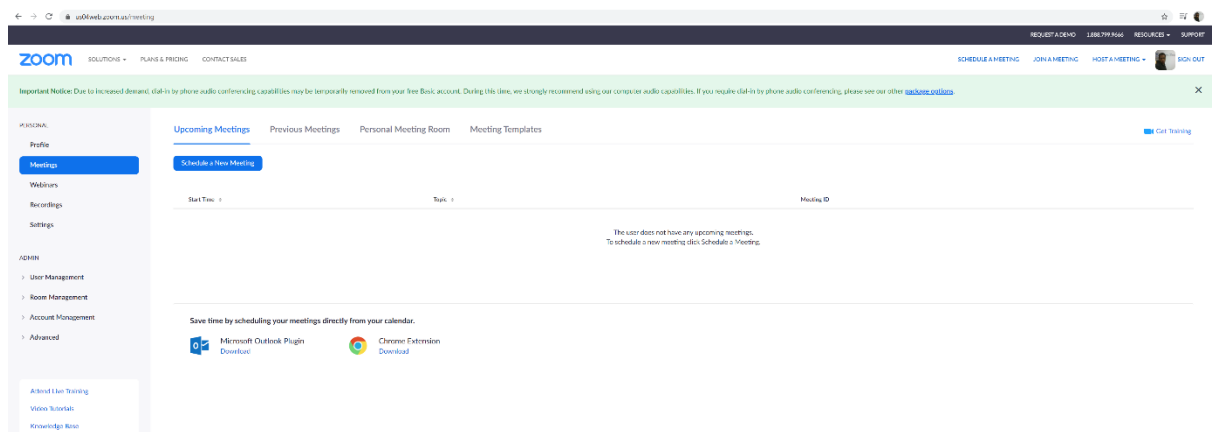 us04web.zoom.us/meeting
REQUEST A DEMO 1.888.799.9666 RESOURCES SUPPORT
zoom SOLUTIONS PLANS & PRICING CONTACT SALES SCHEDULE A MEETING JOIN A MEETING HOST A MEETING SIGN OUT
Important Notice: Due to increased demand, dial-in by phone audio conferencing capabilities may be temporarily removed from your free Basic account. During this time, we strongly recommend using our computer audio capabilities. If you require dial-in by phone audio conferencing, please see our other package options.
PERSONAL
Profile
Meetings
Webinars
Recordings
Settings
ADMIN
User Management
Room Management
Account Management
Advanced
Attend Live Training
Video Tutorials
Knowledge Base
Upcoming Meetings Previous Meetings Personal Meeting Room Meeting Templates
Get Training
Schedule a New Meeting
Start Time Topic Meeting ID
The user does not have any upcoming meetings.
To schedule a new meeting click Schedule a Meeting.
Save time by scheduling your meetings directly from your calendar.
Microsoft Outlook Plugin
Download
Chrome Extension
Download